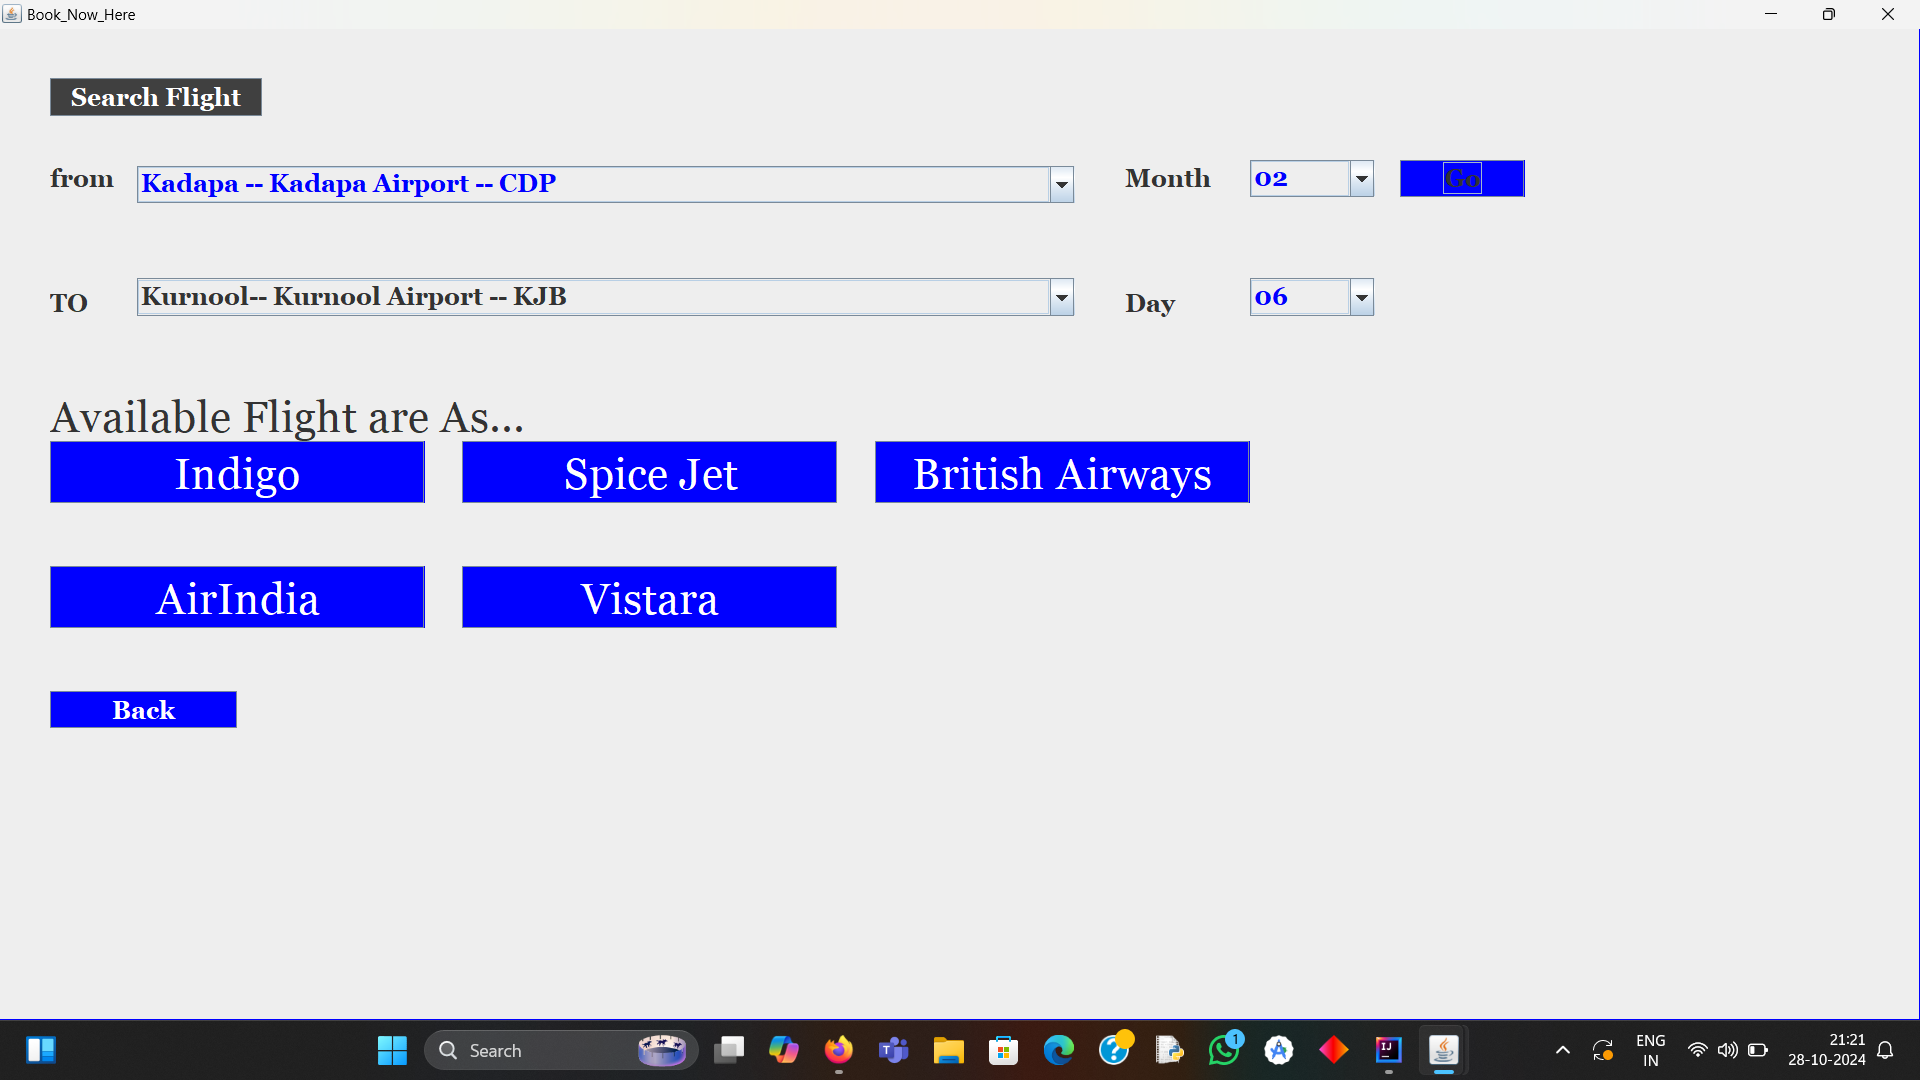 Book_Now_Here
Search Flight
from
Kadapa -- Kadapa Airport -- CDP
Month
02
Go
TO
Kurnool-- Kurnool Airport -- KJB
Day
06
Available Flight are As...
Indigo
Spice Jet
British Airways
AirIndia
Vistara
Back
Search
1
IJ
ENG
IN
21:21
28-10-2024